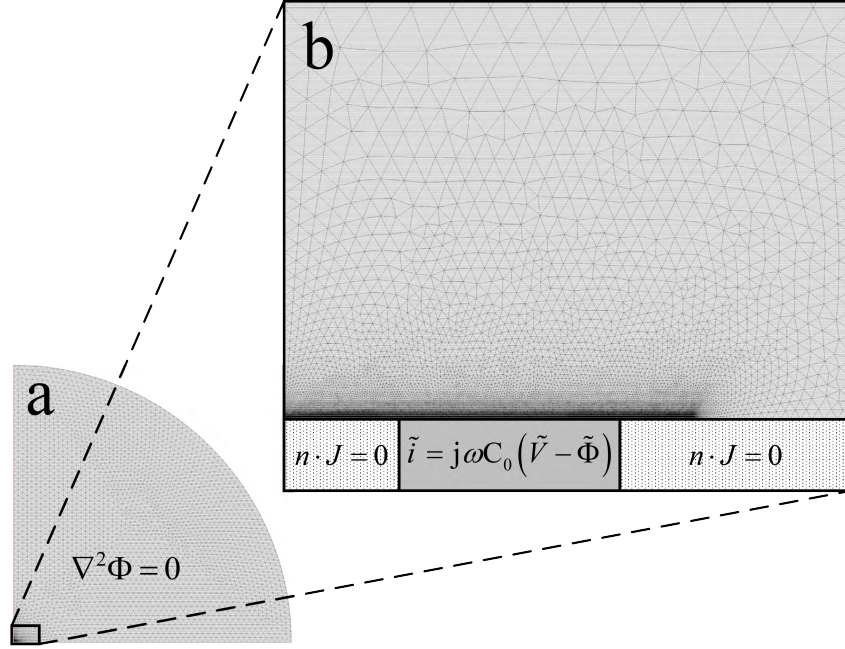 b
n · J = 0
ĩ = jωC₀(Ṽ − Φ̃)
n · J = 0
a
∇²Φ = 0